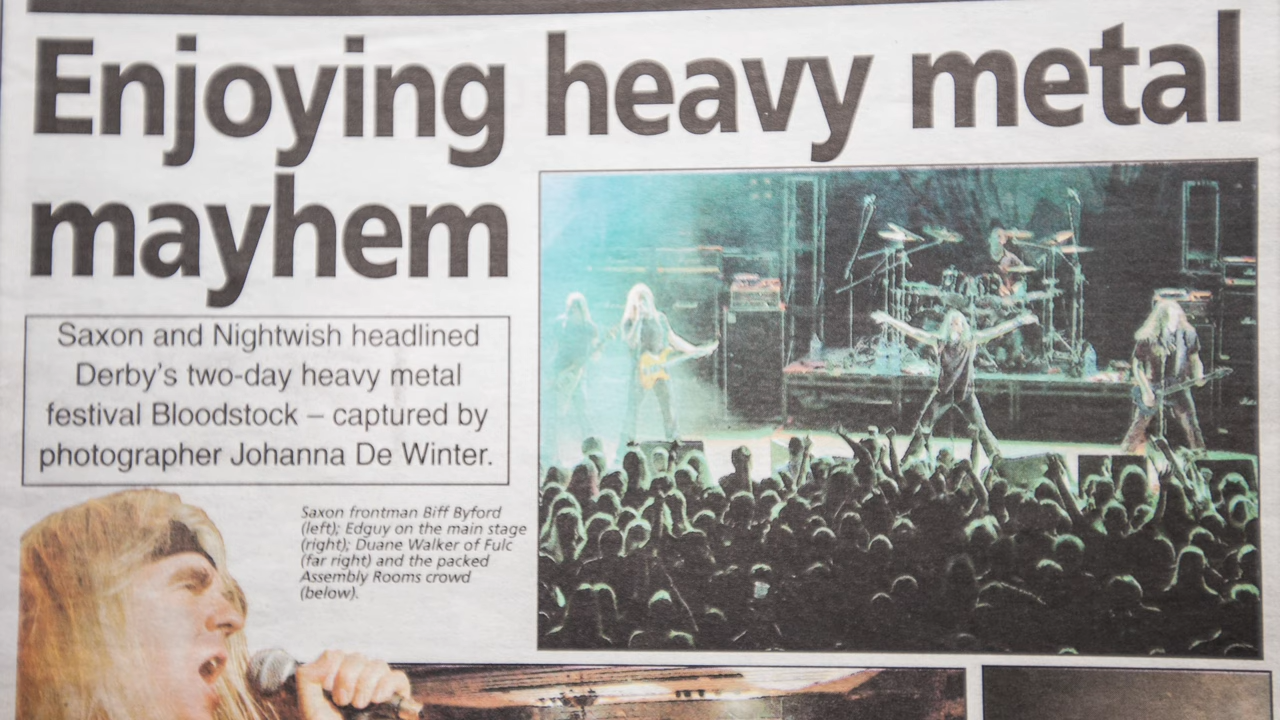 Enjoying heavy metal
mayhem
Saxon and Nightwish headlined
Derby's two-day heavy metal
festival Bloodstock – captured by
photographer Johanna De Winter.
Saxon frontman Biff Byford
(left); Edguy on the main stage
(right); Duane Walker of Fulc
(far right) and the packed
Assembly Rooms crowd
(below).